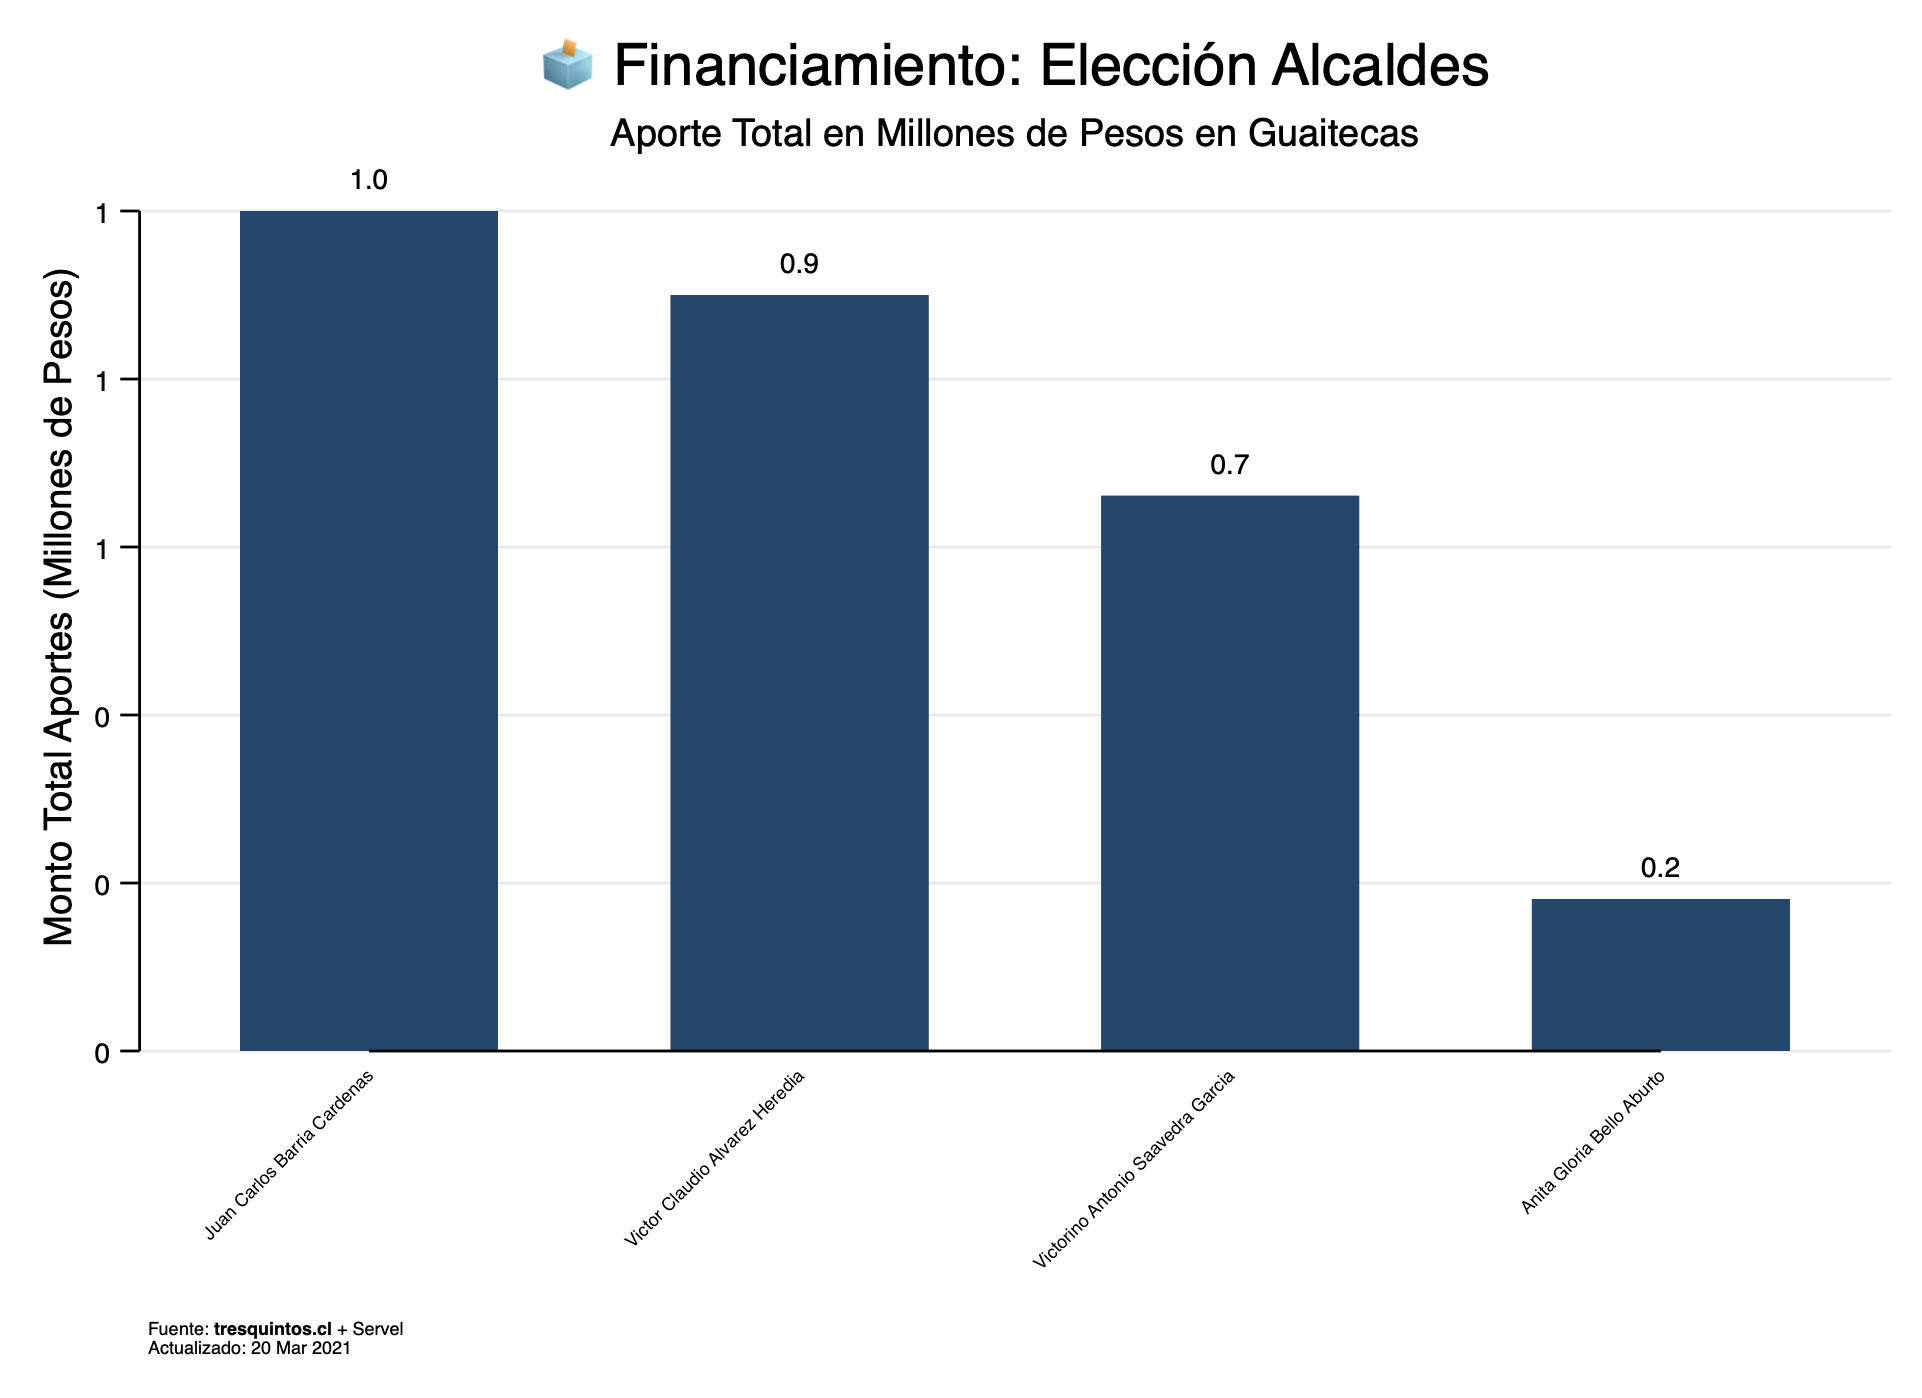 Financiamiento: Elección Alcaldes
Aporte Total en Millones de Pesos en Guaitecas
Monto Total Aportes (Millones de Pesos)
1
1
1
0
0
0
1.0
0.9
0.7
0.2
Juan Carlos Barria Cardenas
Victor Claudio Alvarez Heredia
Victorino Antonio Saavedra Garcia
Anita Gloria Bello Aburto
Fuente: tresquintos.cl + Servel
Actualizado: 20 Mar 2021